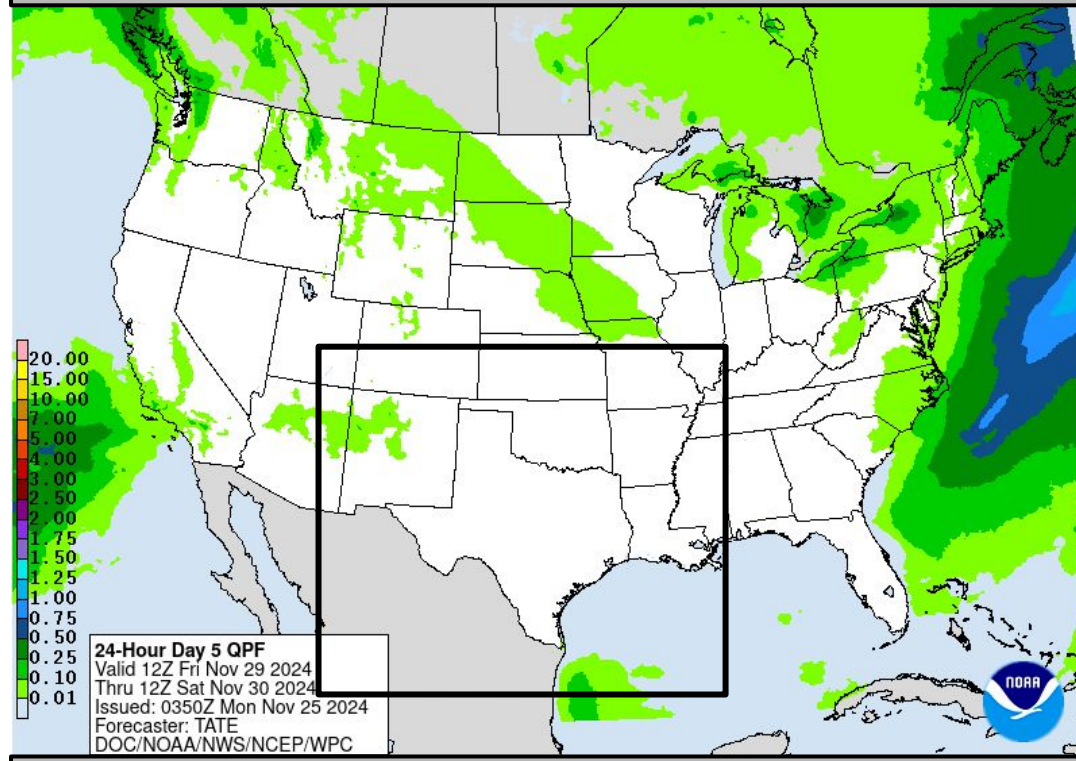 20.00
15.00
10.00
7.00
5.00
4.00
3.00
2.50
2.00
1.75
1.50
1.25
1.00
0.75
0.50
0.25
0.10
0.01
24-Hour Day 5 QPF
Valid 12Z Fri Nov 29 2024
Thru 12Z Sat Nov 30 2024
Issued: 0350Z Mon Nov 25 2024
Forecaster: TATE
DOC/NOAA/NWS/NCEP/WPC
NOAA